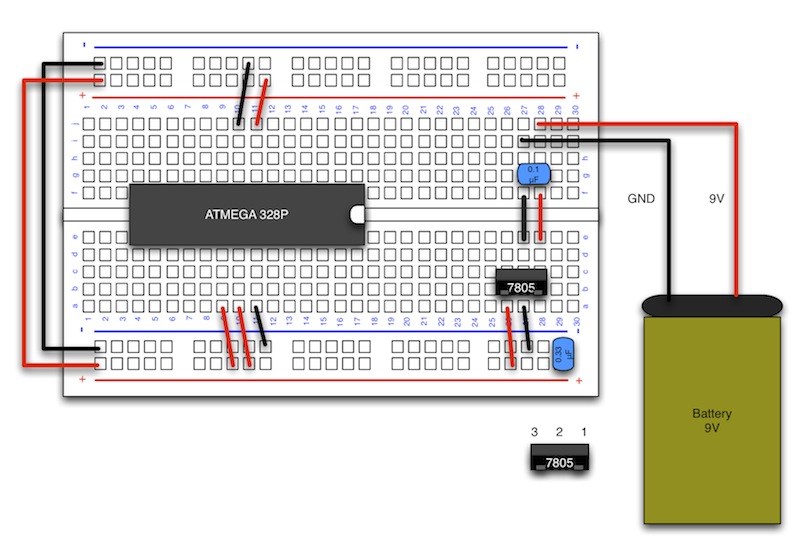 - -
+ +
1 2 3 4 5 6 7 8 9 10 11 12 13 14 15 16 17 18 19 20 21 22 23 24 25 26 27 28 29 30
j j
i i
h h
g g
f f
0.1
µF
GND 9V
ATMEGA 328P
e e
d d
c c
b b
a a
7805
1 2 3 4 5 6 7 8 9 10 11 12 13 14 15 16 17 18 19 20 21 22 23 24 25 26 27 28 29 30
- -
0.33
µF
+ +
Battery
9V
3 2 1
7805